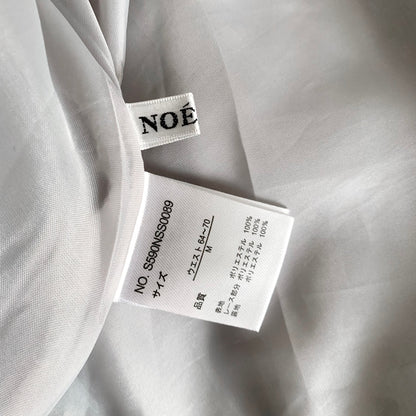 NOÉ
NO. S590NSS0089
サイズ
ウエスト 64～70
M
品質
表地 ポリエステル 100%
レース部分 ポリエステル 100%
裏地 ポリエステル 100%